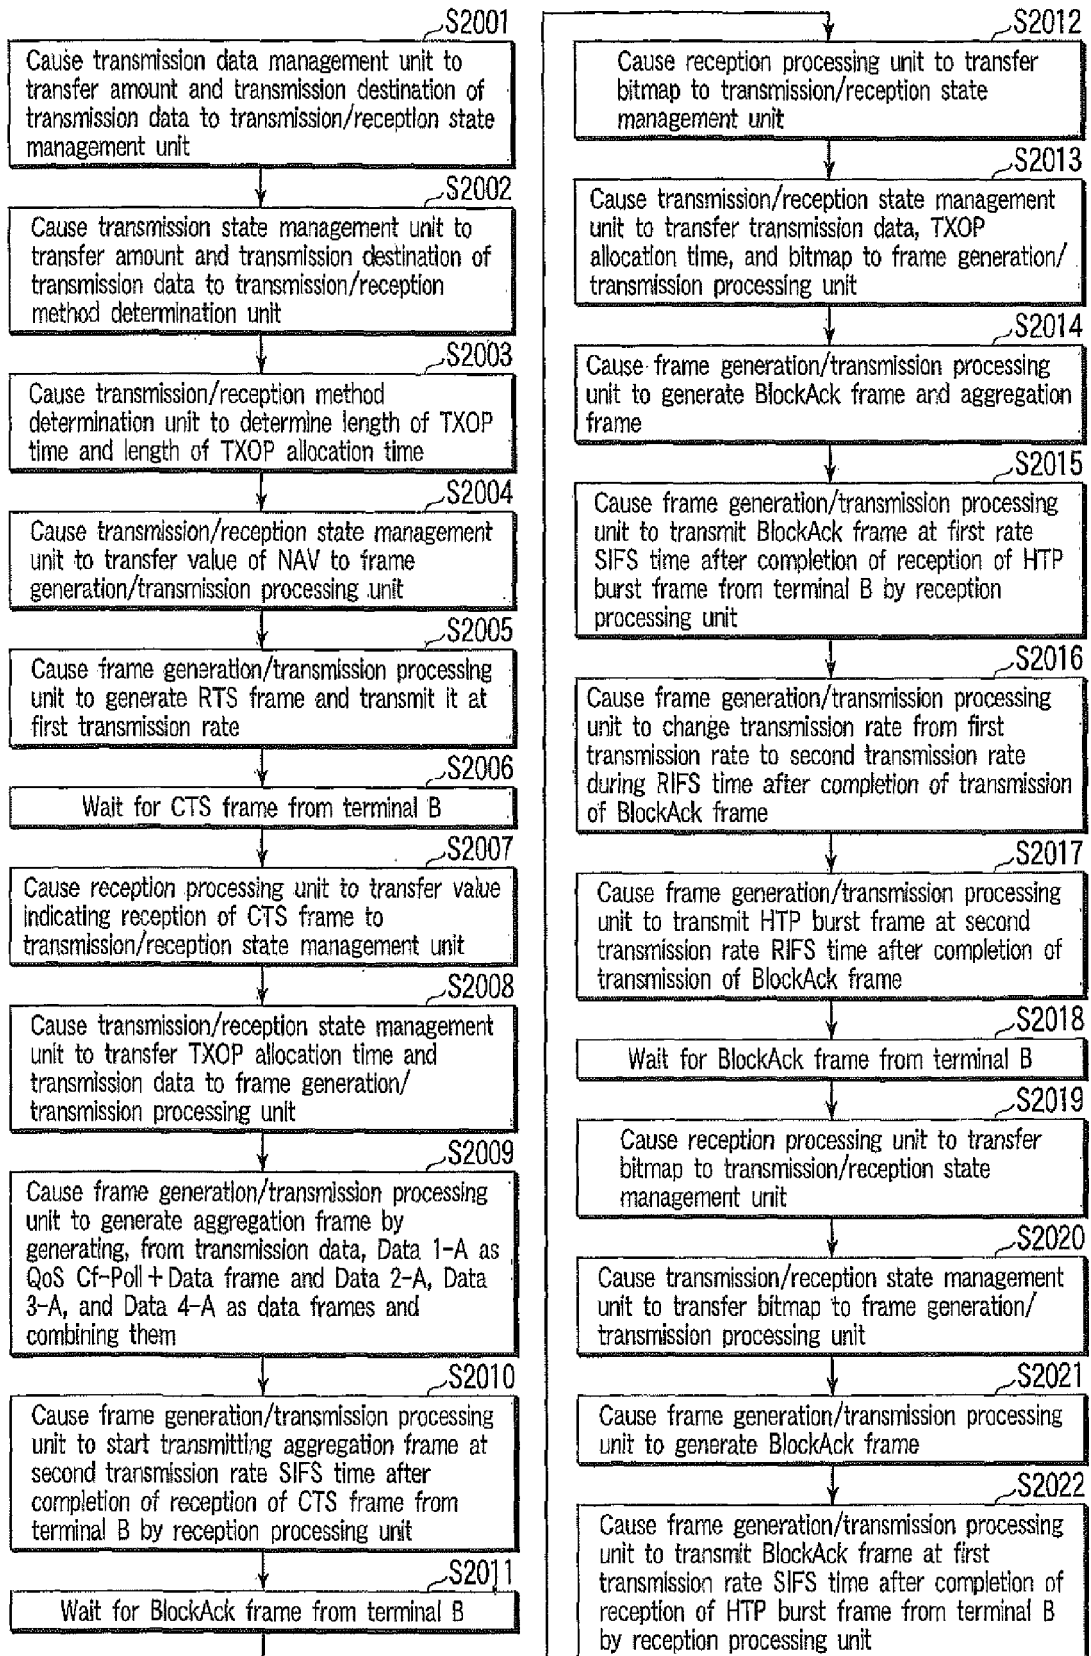 S2001
Cause transmission data management unit to
transfer amount and transmission destination of
transmission data to transmission/reception state
management unit
S2002
Cause transmission state management unit to
transfer amount and transmission destination of
transmission data to transmission/reception
method determination unit
S2003
Cause transmission/reception method
determination unit to determine length of TXOP
time and length of TXOP allocation time
S2004
Cause transmission/reception state management
unit to transfer value of NAV to frame
generation/transmission processing unit
S2005
Cause frame generation/transmission processing
unit to generate RTS frame and transmit it at
first transmission rate
S2006
Wait for CTS frame from terminal B
S2007
Cause reception processing unit to transfer value
indicating reception of CTS frame to
transmission/reception state management unit
S2008
Cause transmission/reception state management
unit to transfer TXOP allocation time and
transmission data to frame generation/
transmission processing unit
S2009
Cause frame generation/transmission processing
unit to generate aggregation frame by
generating, from transmission data, Data 1-A as
QoS Cf-Poll+Data frame and Data 2-A, Data
3-A, and Data 4-A as data frames and
combining them
S2010
Cause frame generation/transmission processing
unit to start transmitting aggregation frame at
second transmission rate SIFS time after
completion of reception of CTS frame from
terminal B by reception processing unit
S2011
Wait for BlockAck frame from terminal B
S2012
Cause reception processing unit to transfer
bitmap to transmission/reception state
management unit
S2013
Cause transmission/reception state management
unit to transfer transmission data, TXOP
allocation time, and bitmap to frame generation/
transmission processing unit
S2014
Cause frame generation/transmission processing
unit to generate BlockAck frame and aggregation
frame
S2015
Cause frame generation/transmission processing
unit to transmit BlockAck frame at first rate
SIFS time after completion of reception of HTP
burst frame from terminal B by reception
processing unit
S2016
Cause frame generation/transmission processing
unit to change transmission rate from first
transmission rate to second transmission rate
during RIFS time after completion of transmission
of BlockAck frame
S2017
Cause frame generation/transmission processing
unit to transmit HTP burst frame at second
transmission rate RIFS time after completion of
transmission of BlockAck frame
S2018
Wait for BlockAck frame from terminal B
S2019
Cause reception processing unit to transfer
bitmap to transmission/reception state
management unit
S2020
Cause transmission/reception state management
unit to transfer bitmap to frame generation/
transmission processing unit
S2021
Cause frame generation/transmission processing
unit to generate BlockAck frame
S2022
Cause frame generation/transmission processing
unit to transmit BlockAck frame at first
transmission rate SIFS time after completion of
reception of HTP burst frame from terminal B
by reception processing unit